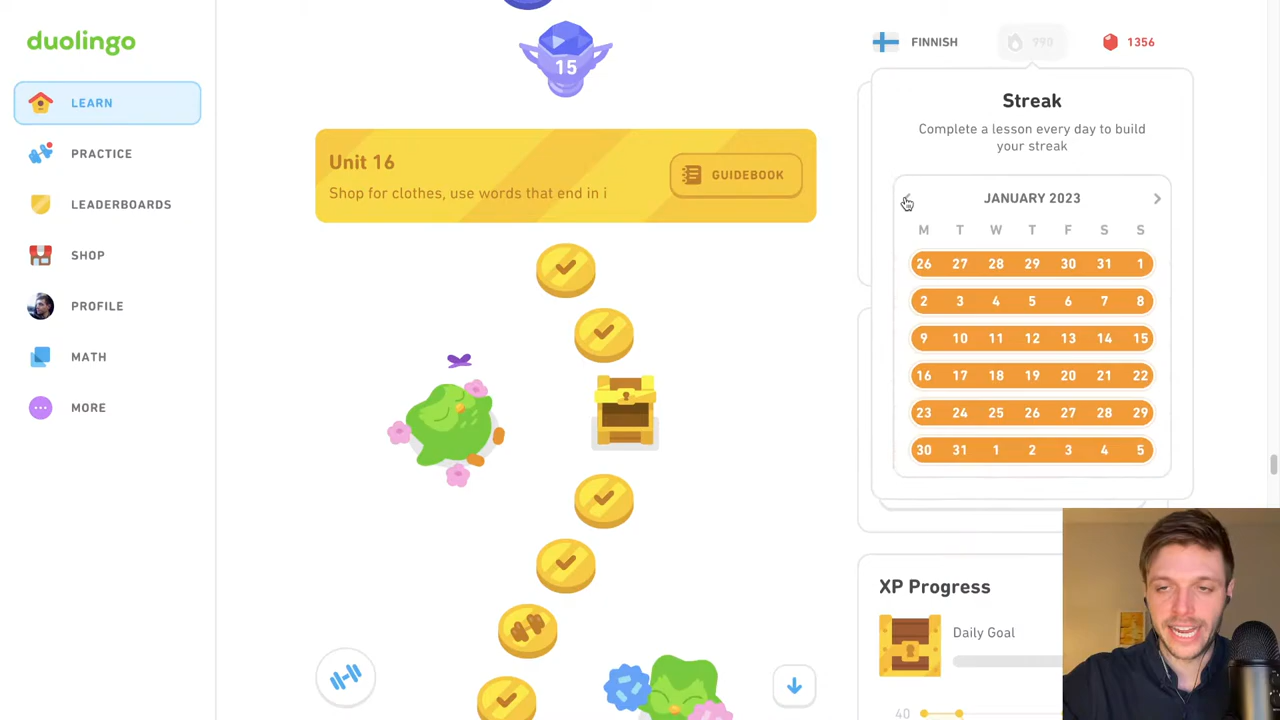 duolingo
LEARN
PRACTICE
LEADERBOARDS
SHOP
PROFILE
MATH
MORE
15
Unit 16
Shop for clothes, use words that end in i
GUIDEBOOK
FINNISH
990
1356
Streak
Complete a lesson every day to build
your streak
JANUARY 2023
M T W T F S S
26 27 28 29 30 31 1
2 3 4 5 6 7 8
9 10 11 12 13 14 15
16 17 18 19 20 21 22
23 24 25 26 27 28 29
30 31 1 2 3 4 5
XP Progress
Daily Goal
40